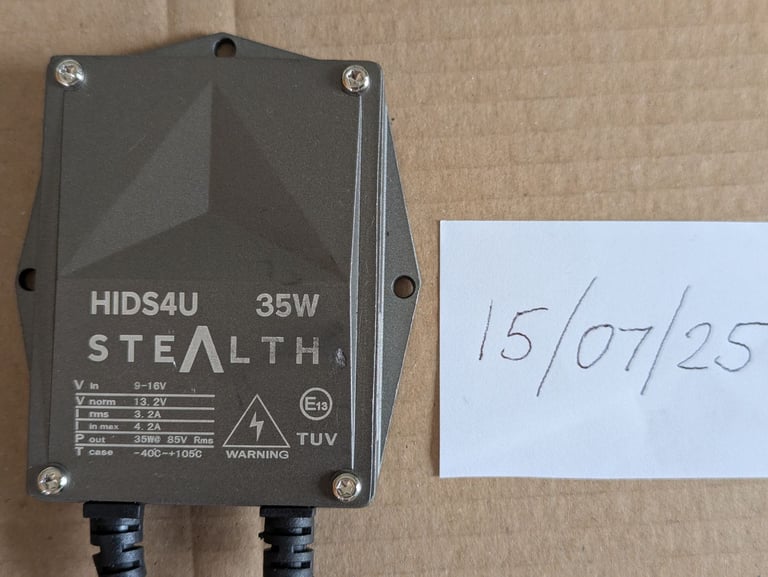 HIDS4U 35W
STEALTH
V in 9-16V
V norm 13.2V
I rms 3.2A
I in max 4.2A
P out 35W@ 85V Rms
T case -40C-+105C
WARNING
E13
TUV
15/07/25